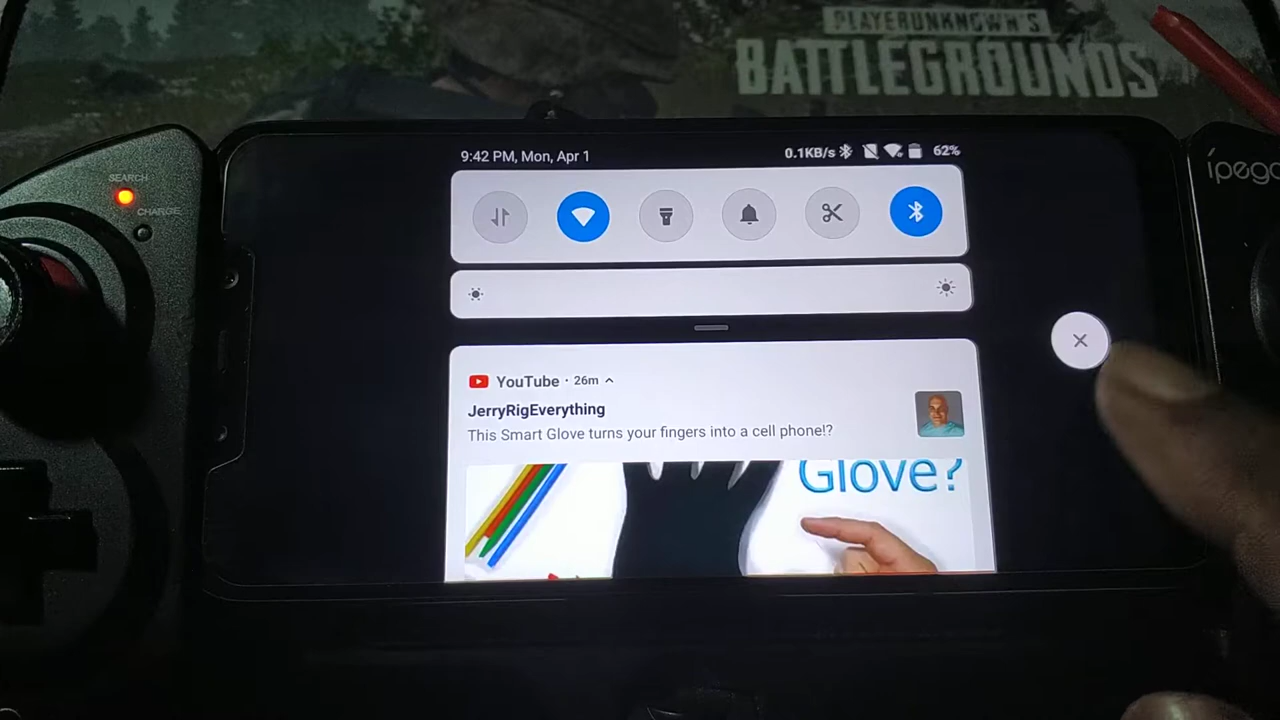 PLAYERUNKNOWN'S
BATTLEGROUNDS
SEARCH
CHARGE
ípega
9:42 PM, Mon, Apr 1
0.1KB/s 62%
YouTube · 26m
JerryRigEverything
This Smart Glove turns your fingers into a cell phone!?
Glove?